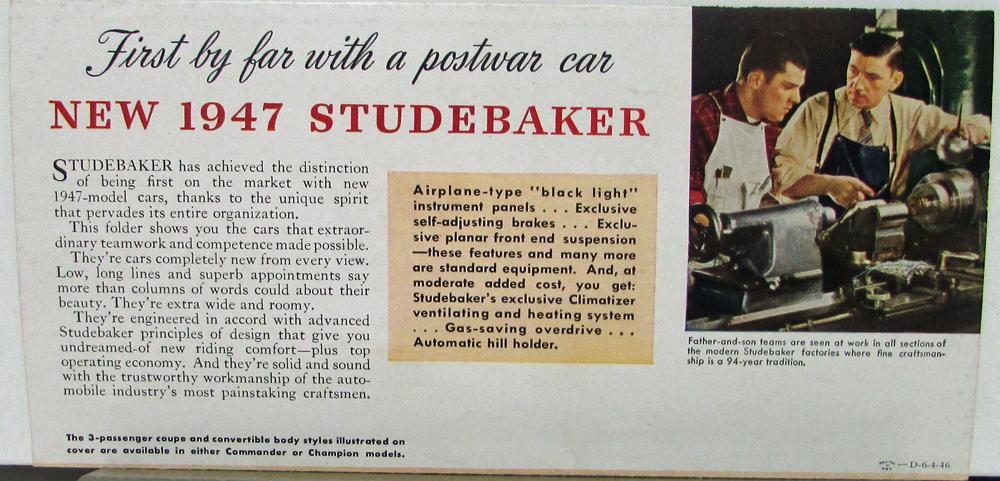 First by far with a postwar car
NEW 1947 STUDEBAKER
STUDEBAKER has achieved the distinction
of being first on the market with new
1947-model cars, thanks to the unique spirit
that pervades its entire organization.
This folder shows you the cars that extraor-
dinary teamwork and competence made possible.
They're cars completely new from every view.
Low, long lines and superb appointments say
more than columns of words could about their
beauty. They're extra wide and roomy.
They're engineered in accord with advanced
Studebaker principles of design that give you
undreamed-of new riding comfort—plus top
operating economy. And they're solid and sound
with the trustworthy workmanship of the auto-
mobile industry's most painstaking craftsmen.
The 3-passenger coupe and convertible body styles illustrated on
cover are available in either Commander or Champion models.
Airplane-type "black light"
instrument panels . . . Exclusive
self-adjusting brakes . . . Exclu-
sive planar front end suspension
—these features and many more
are standard equipment. And, at
moderate added cost, you get:
Studebaker's exclusive Climatizer
ventilating and heating system
. . . Gas-saving overdrive . . .
Automatic hill holder.
Father-and-son teams are seen at work in all sections of
the modern Studebaker factories where fine craftsman-
ship is a 94-year tradition.
—D-6-4-46